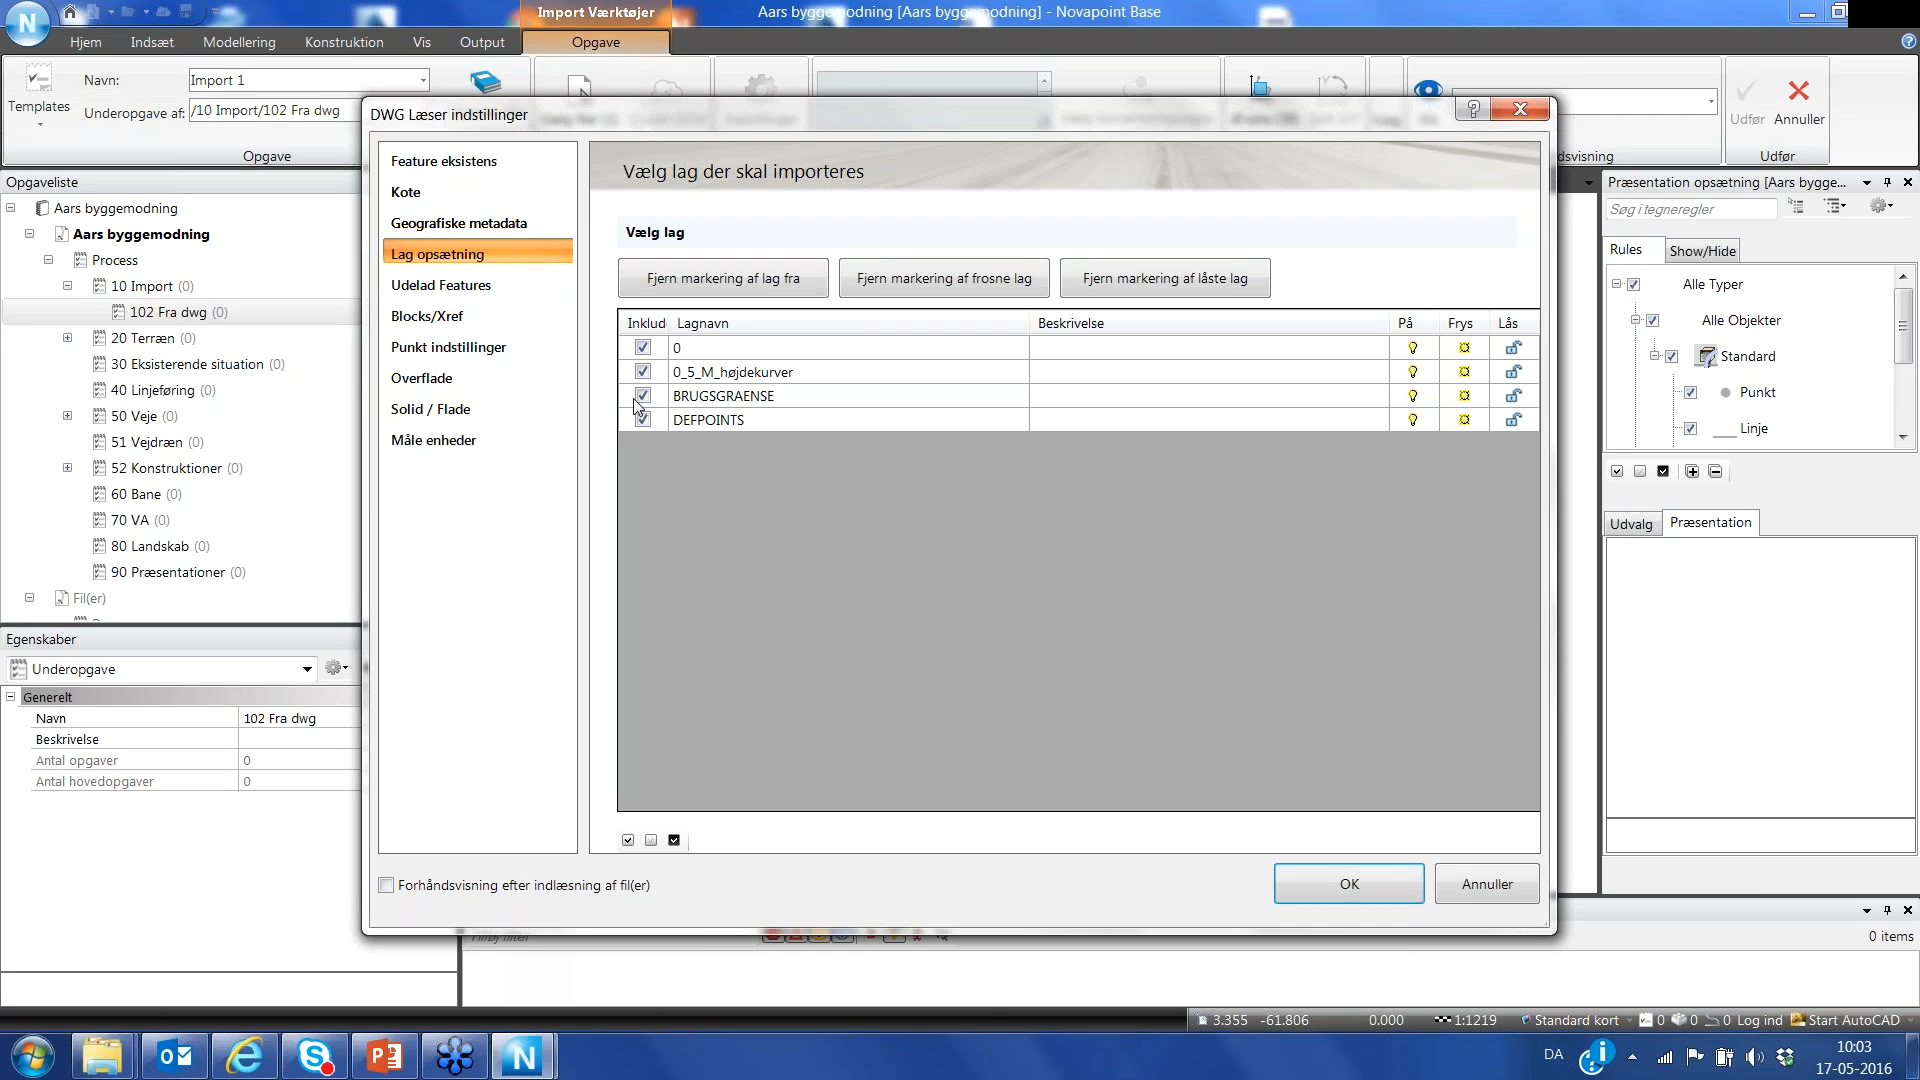 Import Værktøjer
Aars byggemodning [Aars byggemodning] - Novapoint Base
Hjem
Indsæt
Modellering
Konstruktion
Vis
Output
Opgave
Templates
Navn:
Import 1
Underopgave af:
/10 Import/102 Fra dwg
Opgave
dsvisning
Udfør
Annuller
Udfør
Opgaveliste
Aars byggemodning
Aars byggemodning
Process
10 Import (0)
102 Fra dwg (0)
20 Terræn (0)
30 Eksisterende situation (0)
40 Linjeføring (0)
50 Veje (0)
51 Vejdræn (0)
52 Konstruktioner (0)
60 Bane (0)
70 VA (0)
80 Landskab (0)
90 Præsentationer (0)
Fil(er)
Egenskaber
Underopgave
Generelt
Navn
102 Fra dwg
Beskrivelse
Antal opgaver
0
Antal hovedopgaver
0
DWG Læser indstillinger
Feature eksistens
Kote
Geografiske metadata
Lag opsætning
Udelad Features
Blocks/Xref
Punkt indstillinger
Overflade
Solid / Flade
Måle enheder
Vælg lag der skal importeres
Vælg lag
Fjern markering af lag fra
Fjern markering af frosne lag
Fjern markering af låste lag
Inklud
Lagnavn
Beskrivelse
På
Frys
Lås
0
0_5_M_højdekurver
BRUGSGRAENSE
DEFPOINTS
Forhåndsvisning efter indlæsning af fil(er)
OK
Annuller
Præsentation opsætning [Aars bygge...
Søg i tegneregler
Rules
Show/Hide
Alle Typer
Alle Objekter
Standard
Punkt
Linje
Udvalg
Præsentation
0 items
3.355 -61.806
0.000
1:1219
Standard kort
0
0
0
Log ind
Start AutoCAD
DA
10:03
17-05-2016